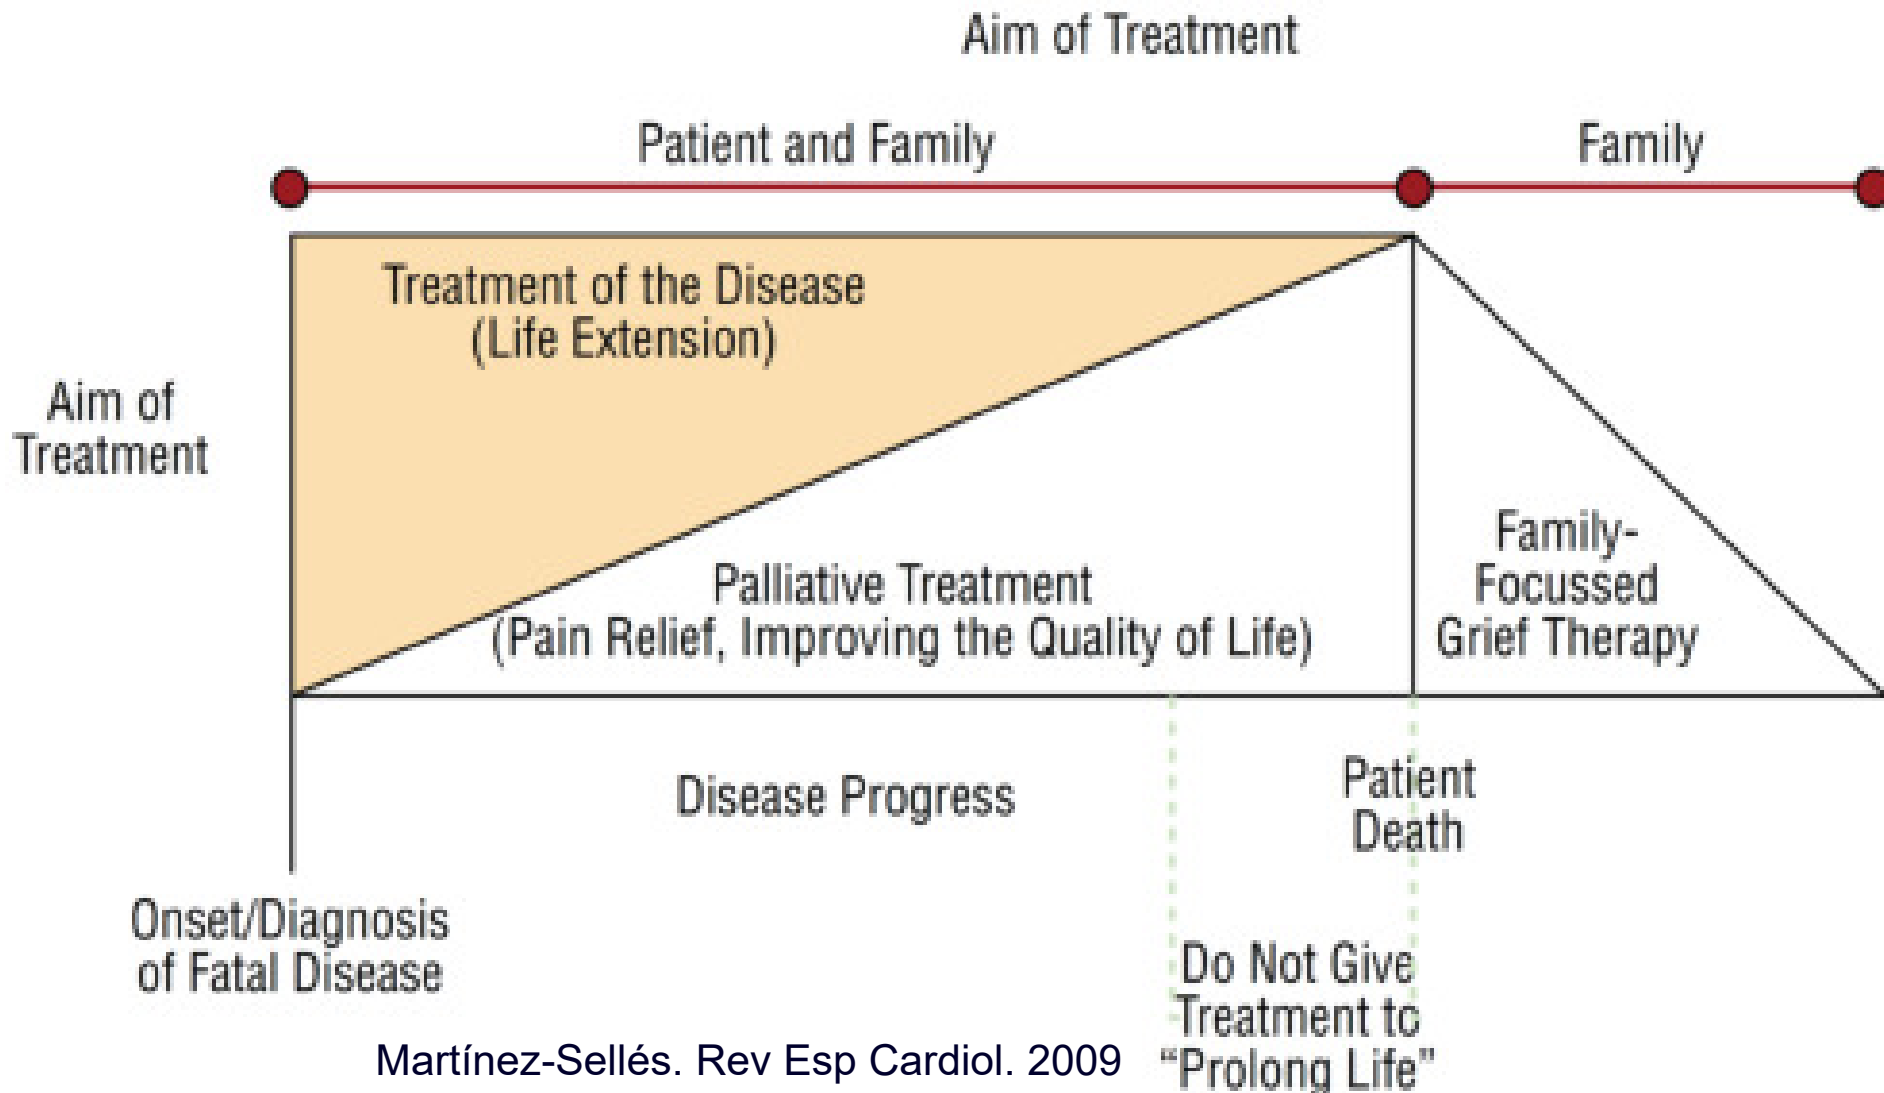 Aim of Treatment
Patient and Family
Family
Treatment of the Disease
(Life Extension)
Aim of
Treatment
Family-
Focussed
Grief Therapy
Palliative Treatment
(Pain Relief, Improving the Quality of Life)
Disease Progress
Patient
Death
Onset/Diagnosis
of Fatal Disease
Do Not Give
Treatment to
“Prolong Life”
Martínez-Sellés. Rev Esp Cardiol. 2009